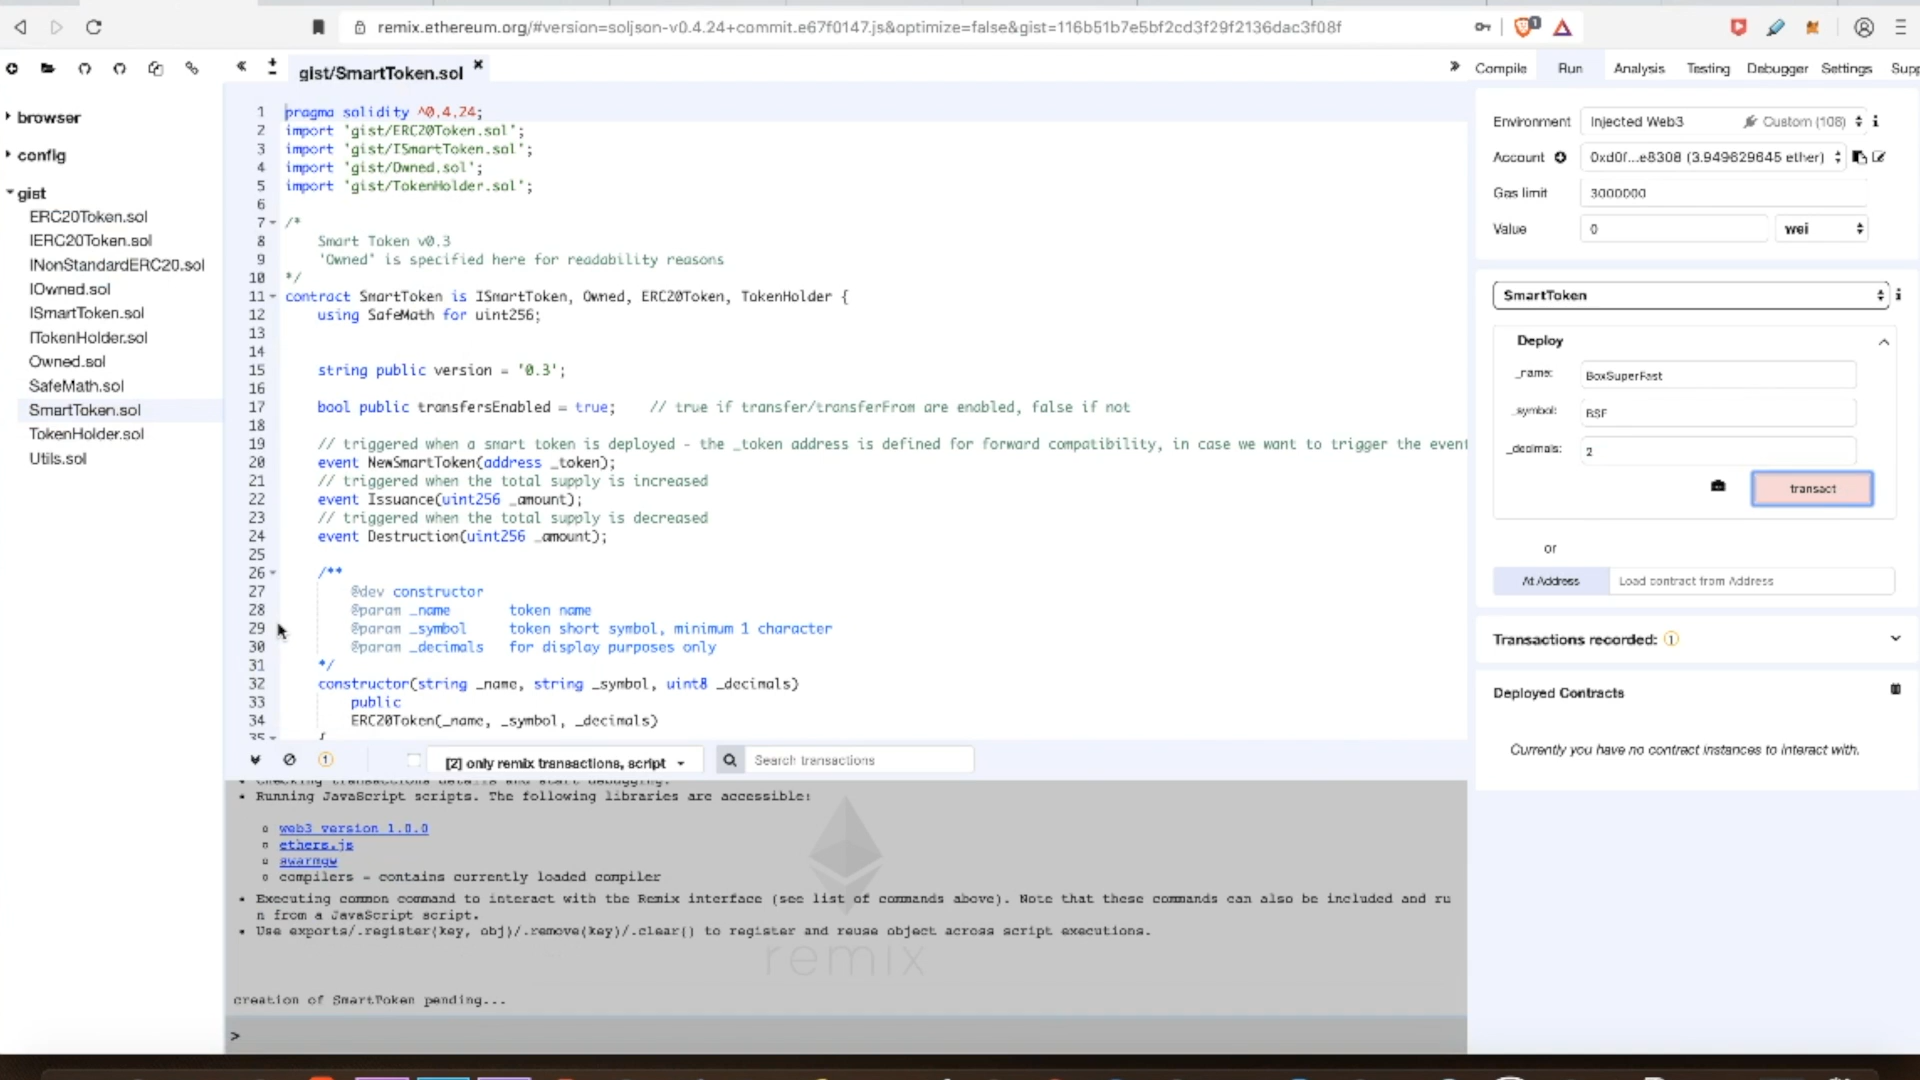 remix.ethereum.org/#version=soljson-v0.4.24+commit.e67f0147.js&optimize=false&gist=116b51b7e5bf2cd3f29f2136dac3f08f
gist/SmartToken.sol
Compile Run Analysis Testing Debugger Settings Supp
browser
config
gist
ERC20Token.sol
IERC20Token.sol
INonStandardERC20.sol
IOwned.sol
ISmartToken.sol
ITokenHolder.sol
Owned.sol
SafeMath.sol
SmartToken.sol
TokenHolder.sol
Utils.sol
1 pragma solidity ^0.4.24;
2 import 'gist/ERC20Token.sol';
3 import 'gist/ISmartToken.sol';
4 import 'gist/Owned.sol';
5 import 'gist/TokenHolder.sol';
6
7 /*
8 Smart Token v0.3
9 'Owned' is specified here for readability reasons
10 */
11 contract SmartToken is ISmartToken, Owned, ERC20Token, TokenHolder {
12 using SafeMath for uint256;
13
14
15 string public version = '0.3';
16
17 bool public transfersEnabled = true; // true if transfer/transferFrom are enabled, false if not
18
19 // triggered when a smart token is deployed - the _token address is defined for forward compatibility, in case we want to trigger the event
20 event NewSmartToken(address _token);
21 // triggered when the total supply is increased
22 event Issuance(uint256 _amount);
23 // triggered when the total supply is decreased
24 event Destruction(uint256 _amount);
25
26 /**
27 @dev constructor
28 @param _name token name
29 @param _symbol token short symbol, minimum 1 character
30 @param _decimals for display purposes only
31 */
32 constructor(string _name, string _symbol, uint8 _decimals)
33 public
34 ERC20Token(_name, _symbol, _decimals)
35 {
1 [2] only remix transactions, script Search transactions
Checking transactions details and start debugging.
• Running JavaScript scripts. The following libraries are accessible:
web3 version 1.0.0
ethers.js
swarmgw
compilers - contains currently loaded compiler
• Executing common command to interact with the Remix interface (see list of commands above). Note that these commands can also be included and ru
n from a JavaScript script.
• Use exports/.register(key, obj)/.remove(key)/.clear() to register and reuse object across script executions.
remix
creation of SmartToken pending...
>
Environment Injected Web3 Custom (108)
Account 0xd0f...e8308 (3.949629645 ether)
Gas limit 3000000
Value 0 wei
SmartToken
Deploy
_name: BoxSuperFast
_symbol: BSF
_decimals: 2
transact
or
At Address Load contract from Address
Transactions recorded: 1
Deployed Contracts
Currently you have no contract instances to interact with.